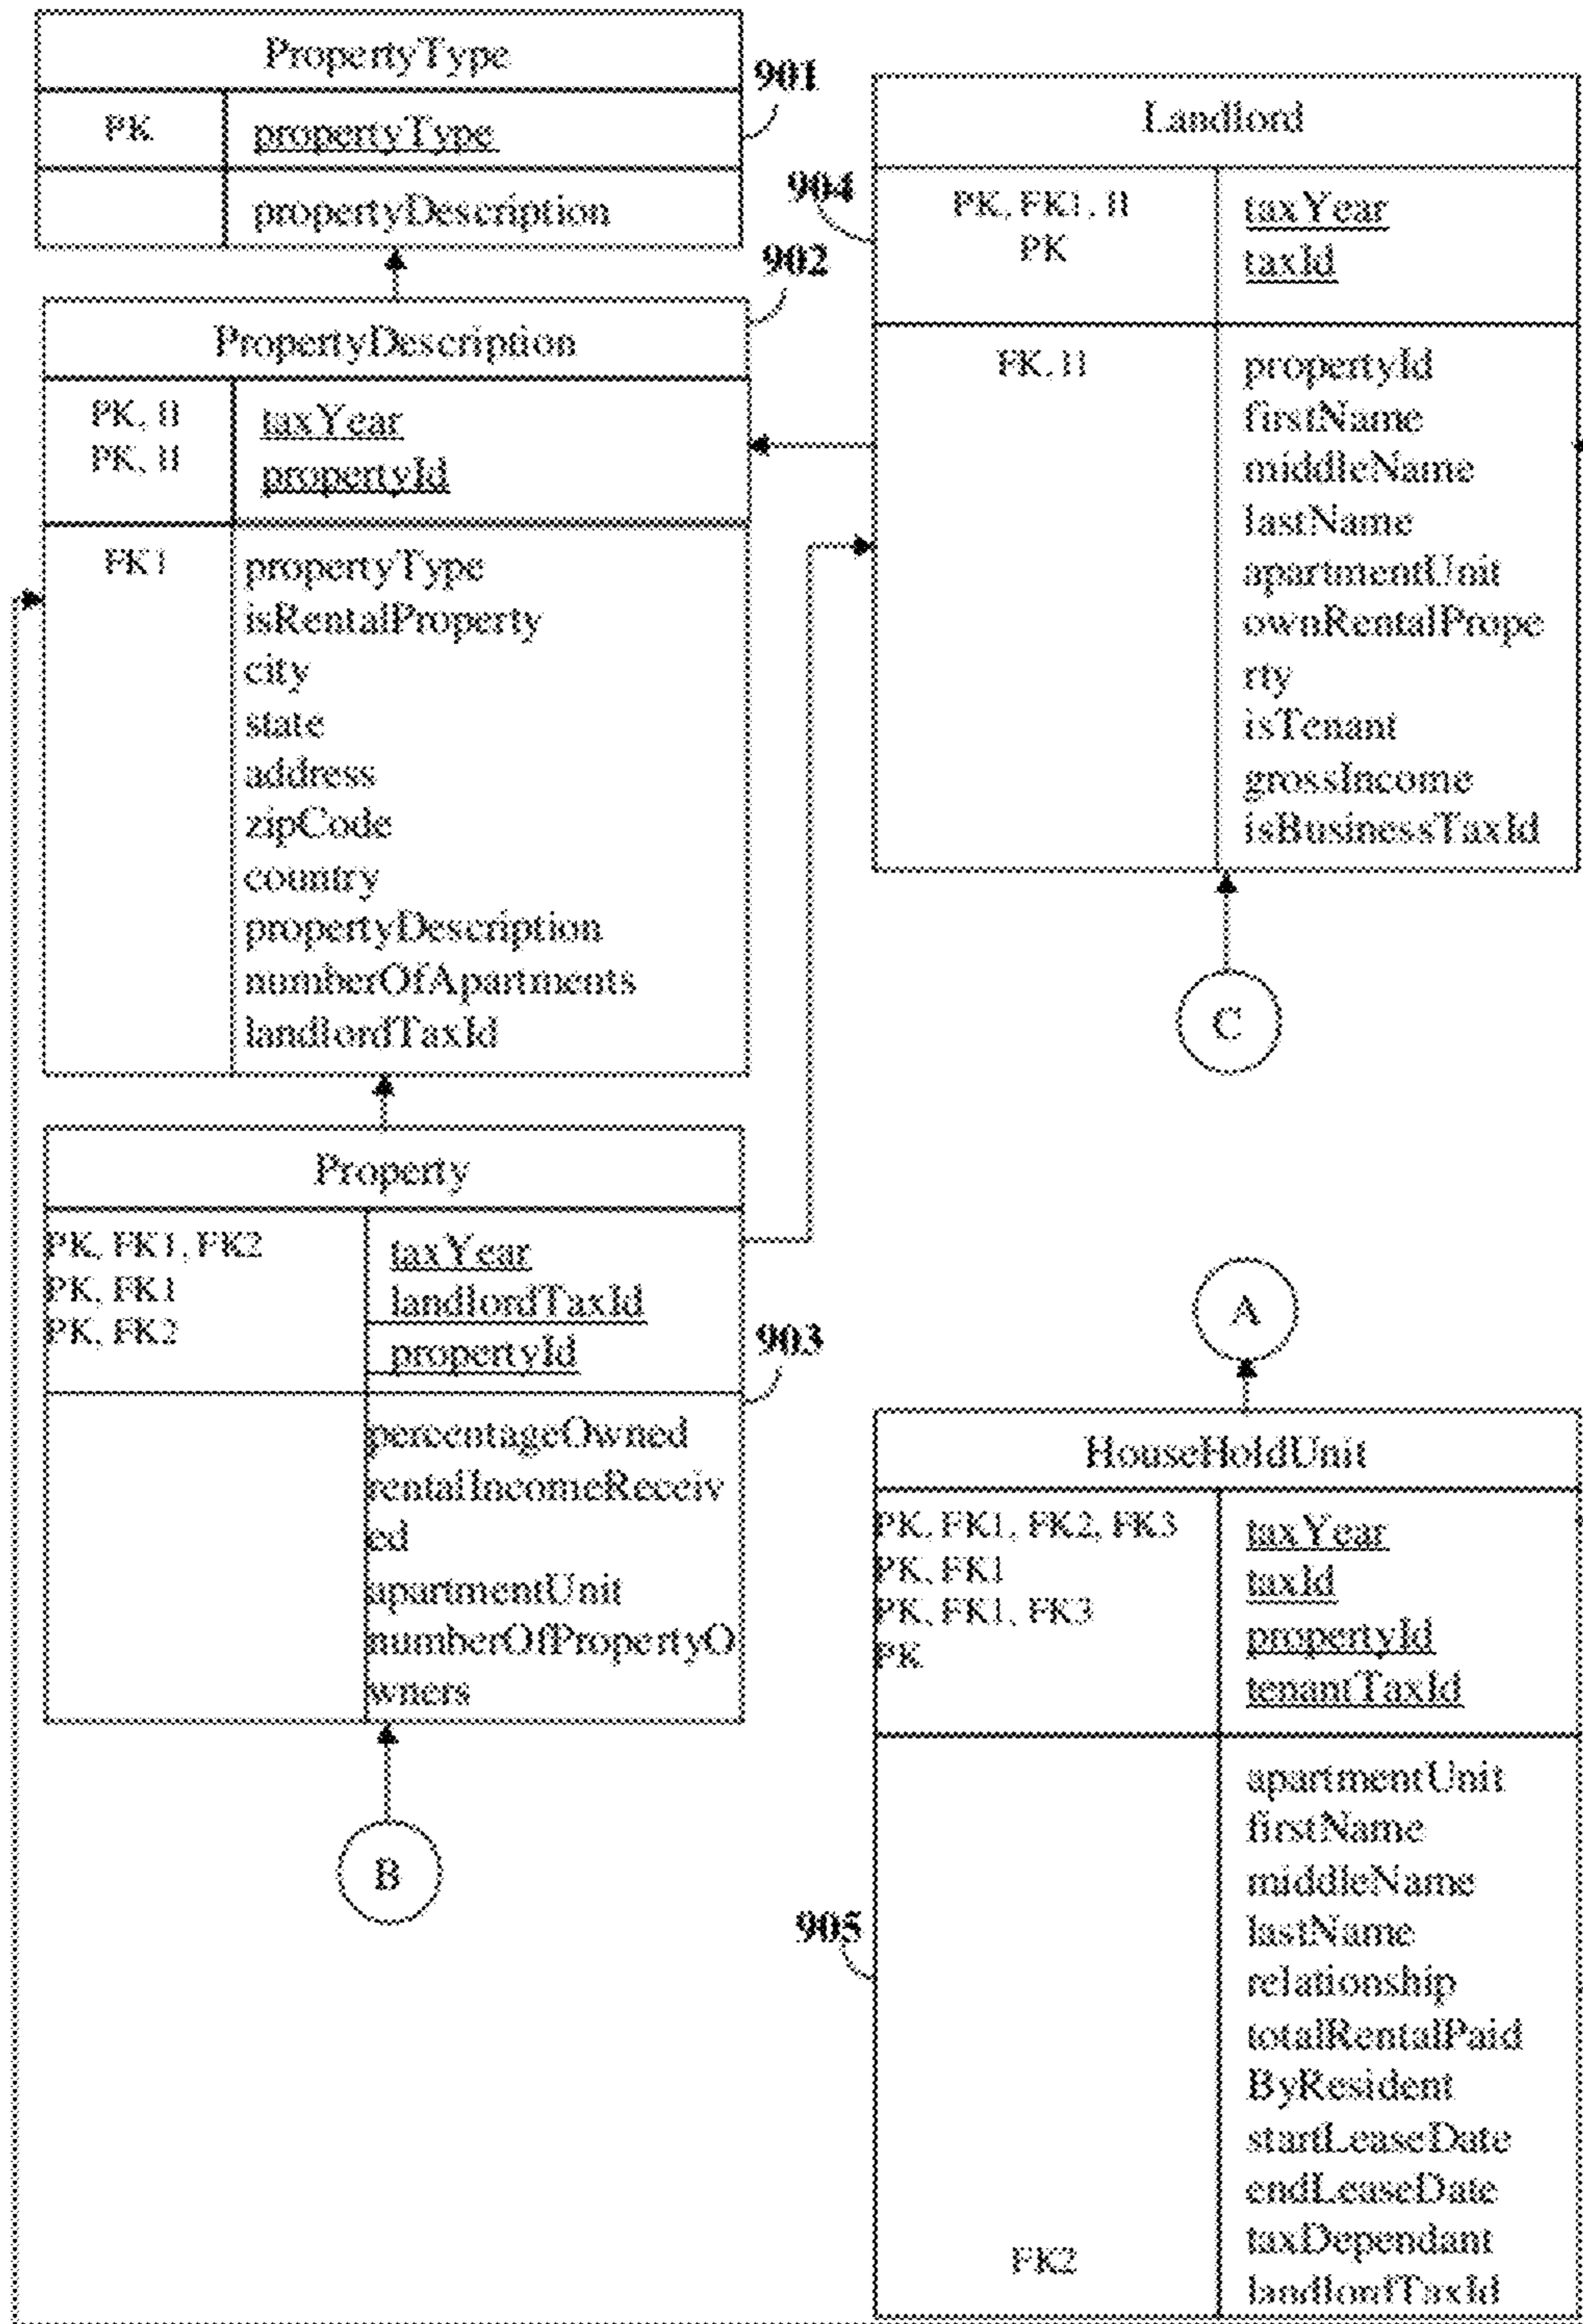 PropertyType
901
PK propertyType
propertyDescription
902
PropertyDescription
PK, I1 taxYear
PK, I1 propertyId
FK1 propertyType
isRentalProperty
city
state
address
zipCode
country
propertyDescription
numberOfApartments
landlordTaxId
Property
PK, FK1, FK2 taxYear
PK, FK1 landlordTaxId
PK, FK2 propertyId
903
percentageOwned
rentalIncomeReceiv
ed
apartmentUnit
numberOfPropertyO
wners
B
Landlord
904
PK, FK1, I1 taxYear
PK taxId
FK, I1 propertyId
firstName
middleName
lastName
apartmentUnit
ownRentalPrope
rty
isTenant
grossIncome
isBusinessTaxId
C
A
HouseHoldUnit
PK, FK1, FK2, FK3 taxYear
PK, FK1 taxId
PK, FK1, FK3 propertyId
PK tenantTaxId
905
apartmentUnit
firstName
middleName
lastName
relationship
totalRentalPaid
ByResident
startLeaseDate
endLeaseDate
taxDependant
FK2 landlordTaxId